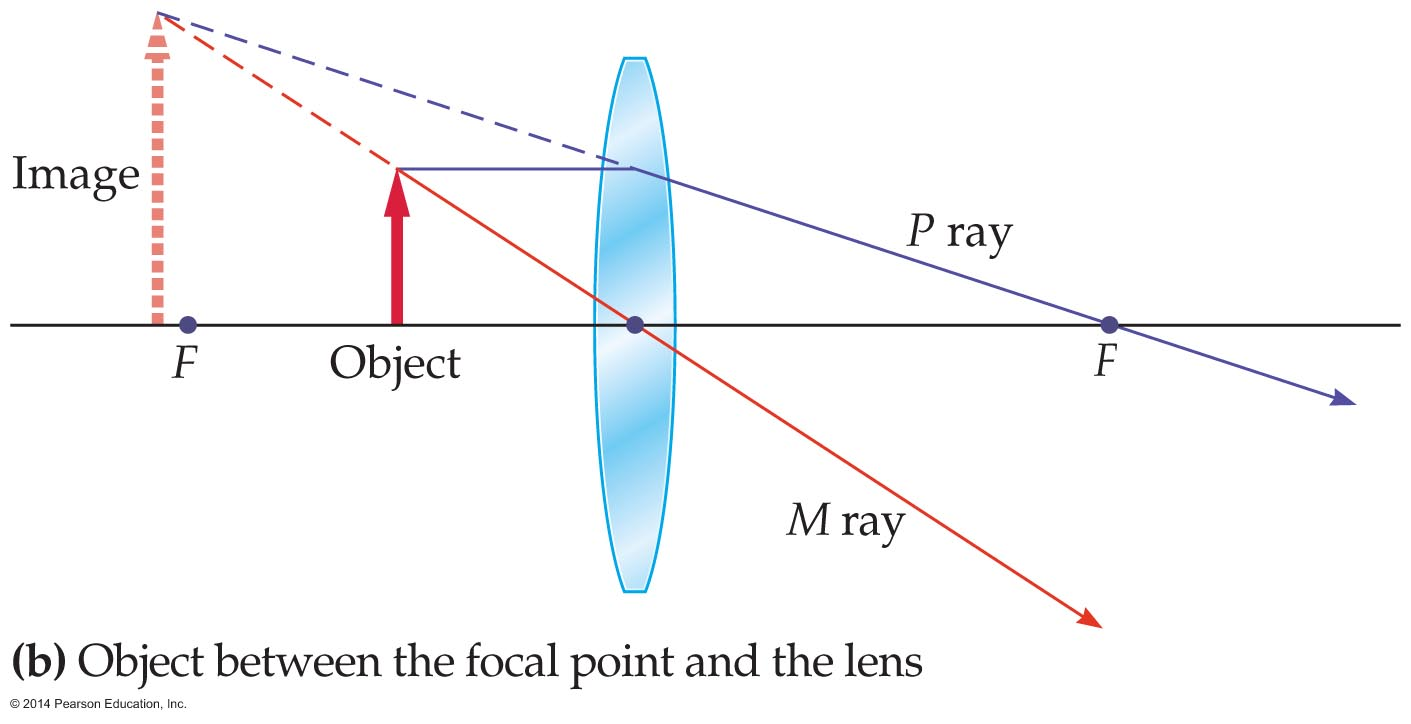 Image
P ray
F
Object
F
M ray
(b) Object between the focal point and the lens
© 2014 Pearson Education, Inc.